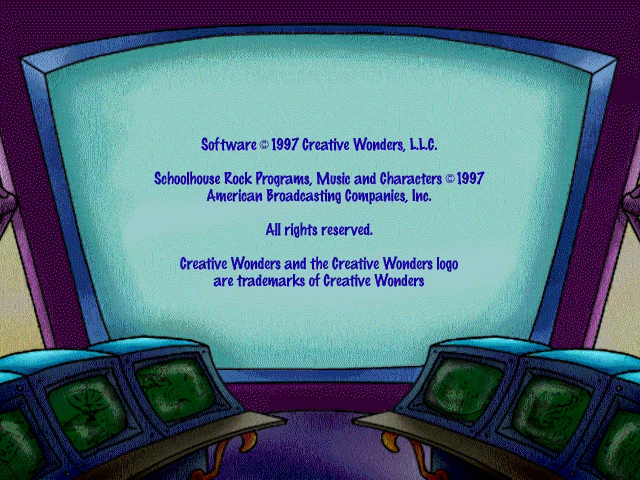 Software © 1997 Creative Wonders, L.L.C.
Schoolhouse Rock Programs, Music and Characters © 1997
American Broadcasting Companies, Inc.
All rights reserved.
Creative Wonders and the Creative Wonders logo
are trademarks of Creative Wonders